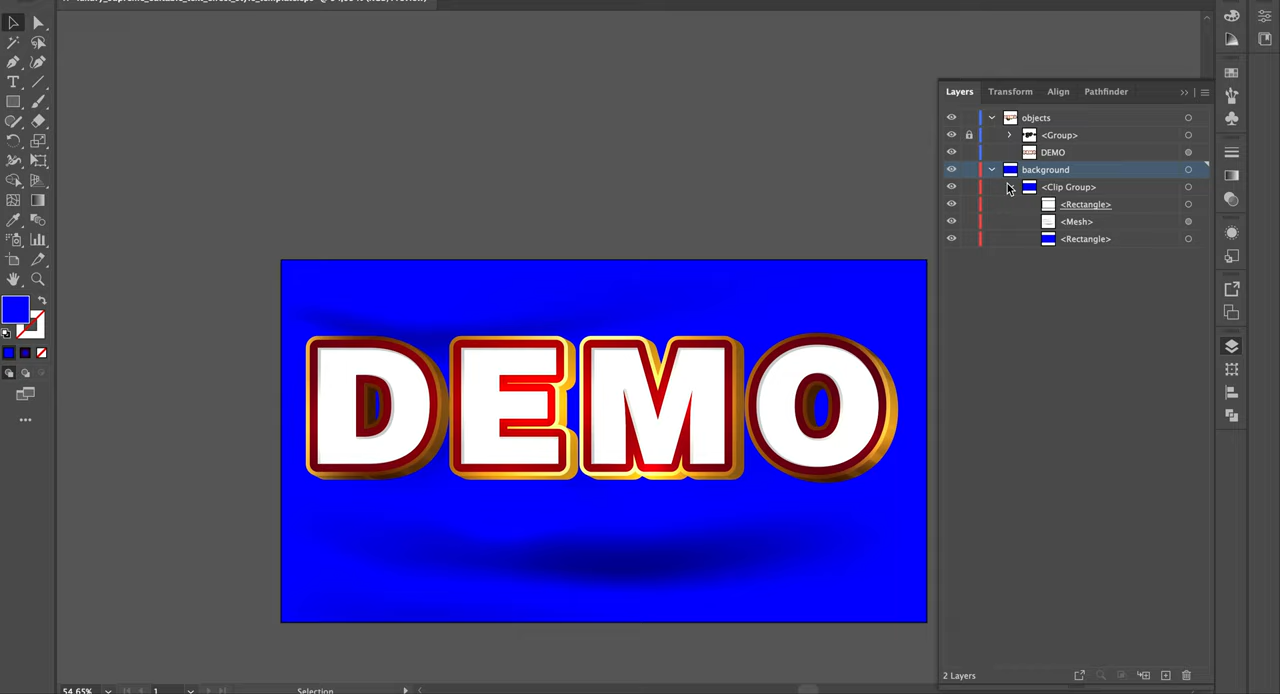 Layers Transform Align Pathfinder
objects
<Group>
DEMO
background
<Clip Group>
<Rectangle>
<Mesh>
<Rectangle>
DEMO
2 Layers
54.65% 1 Selection